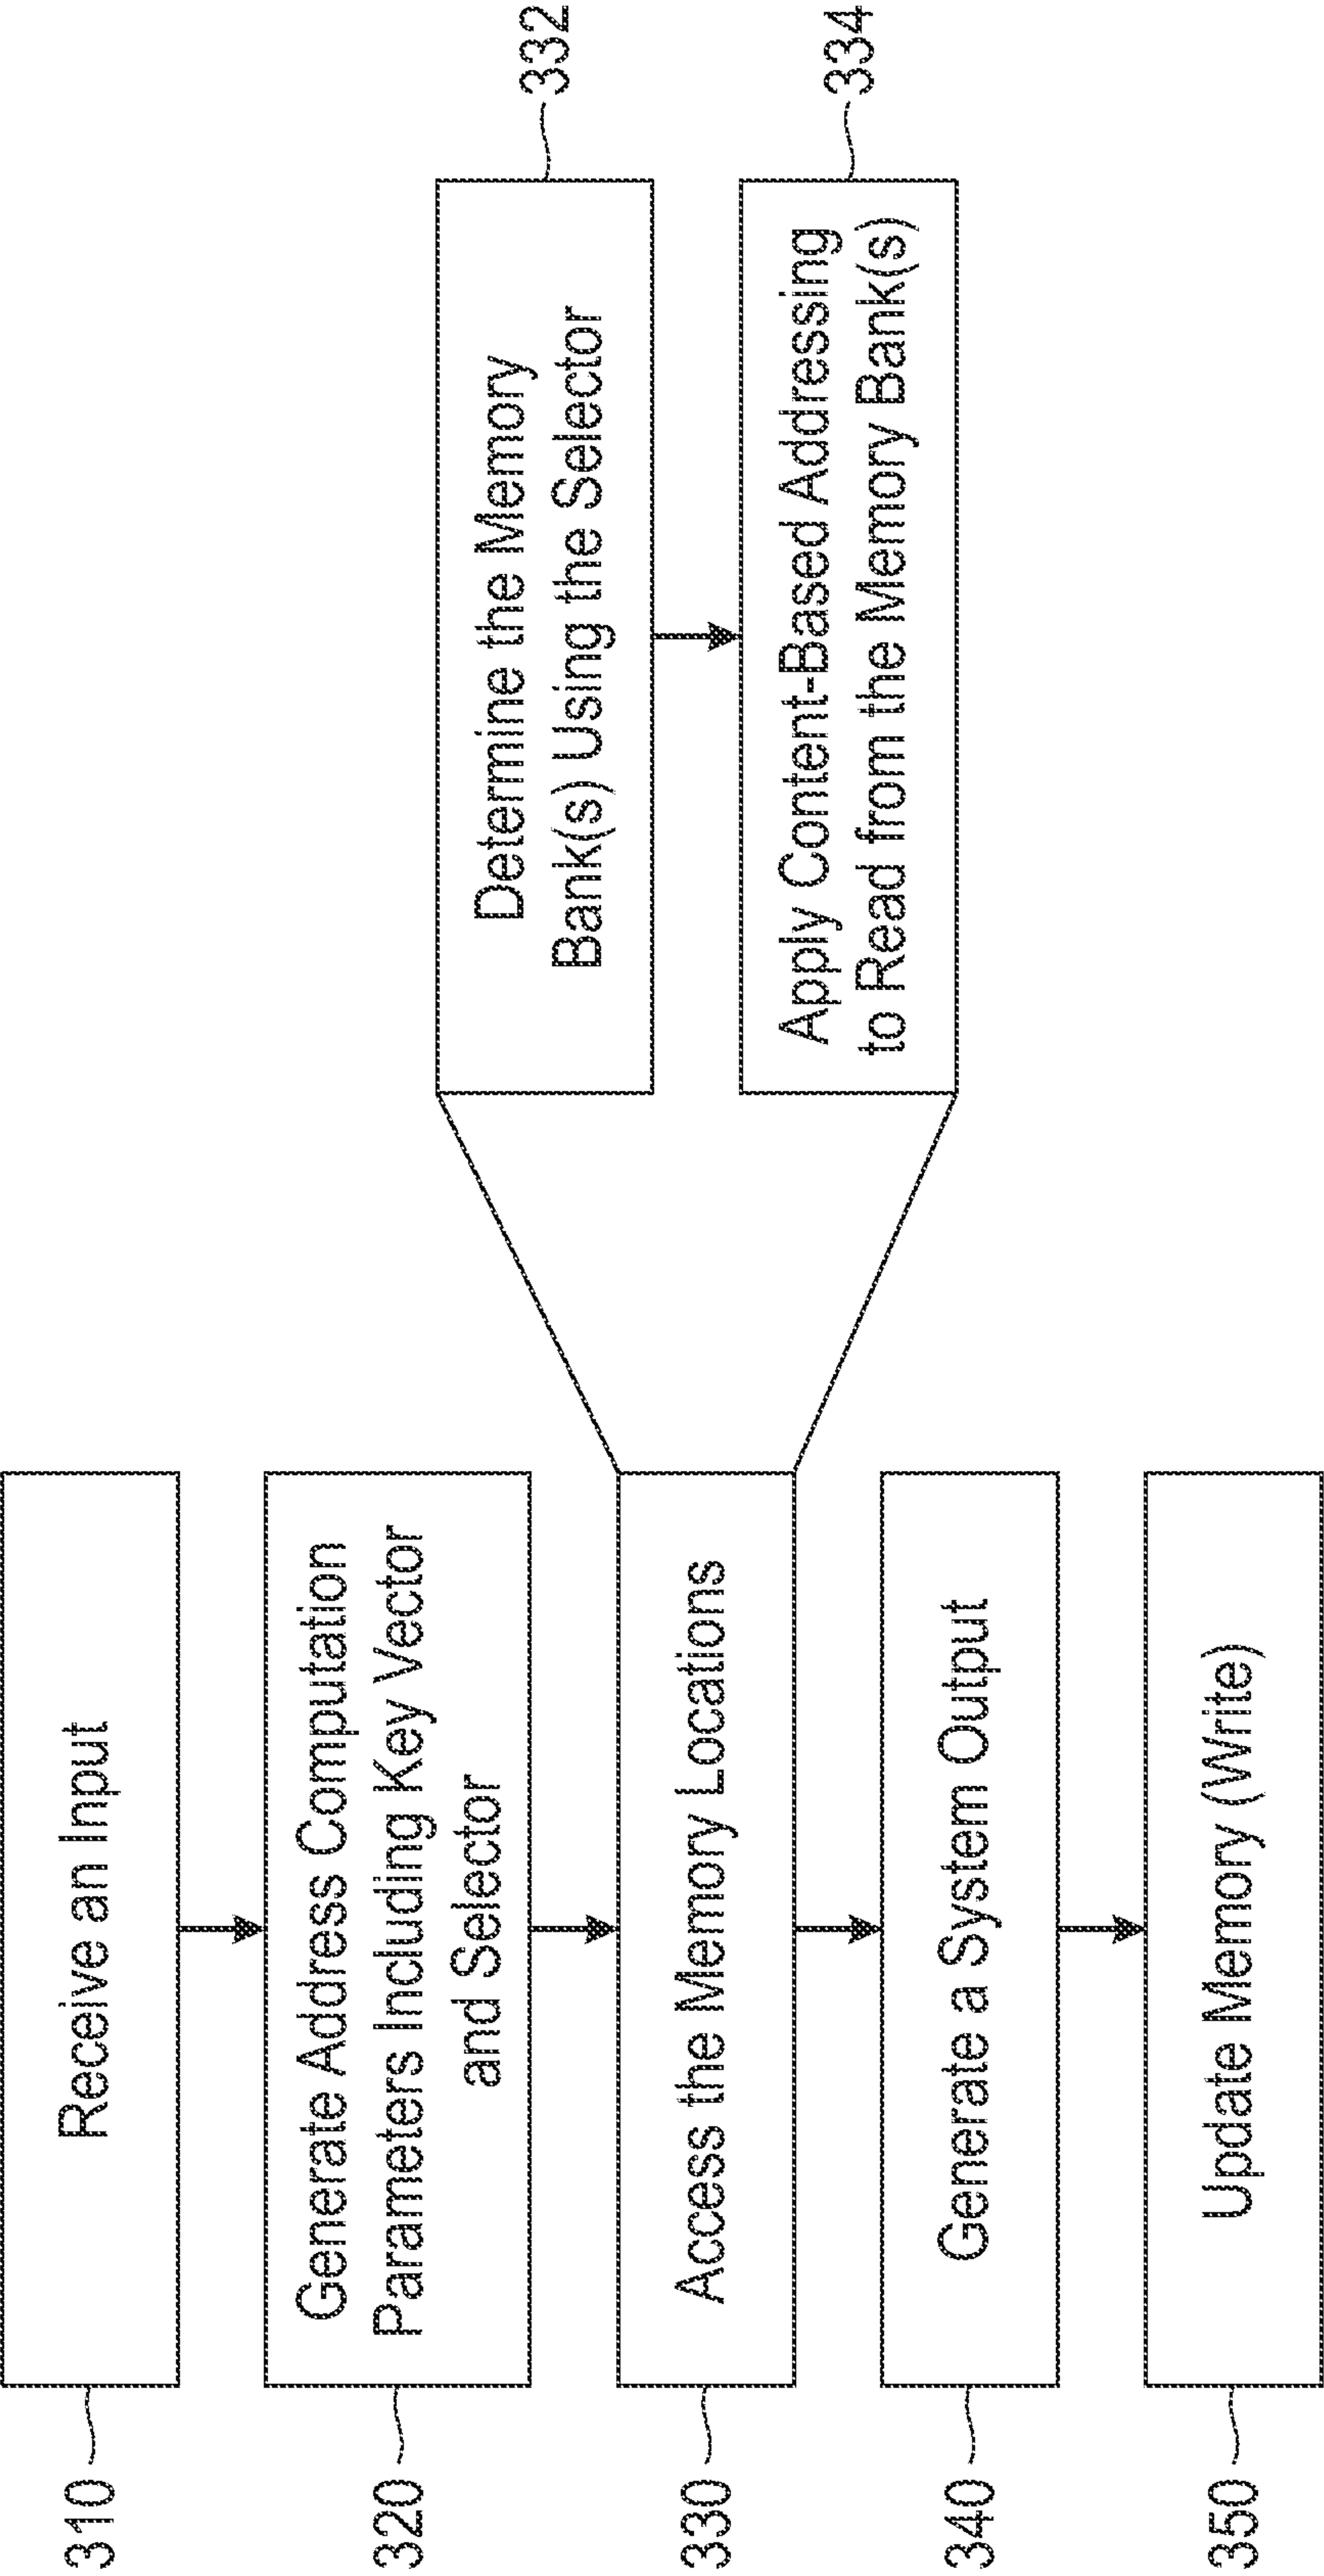 310
Receive an Input
320
Generate Address Computation
Parameters Including Key Vector
and Selector
330
Access the Memory Locations
332
Determine the Memory
Bank(s) Using the Selector
334
Apply Content-Based Addressing
to Read from the Memory Bank(s)
340
Generate a System Output
350
Update Memory (Write)